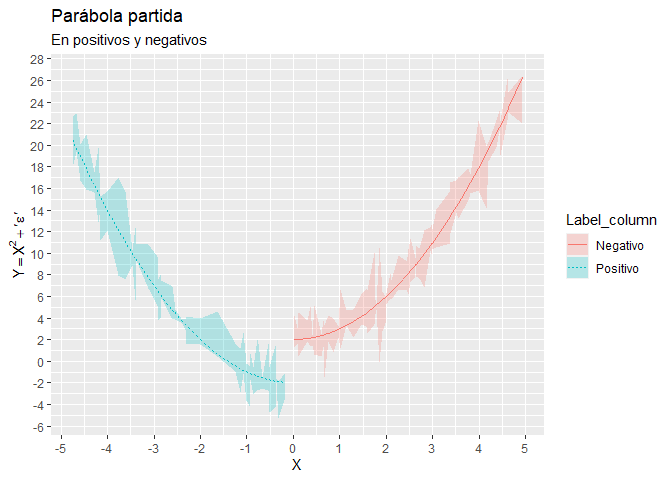 Parábola partida
En positivos y negativos
28
26
24
22
20
18
16
14
12
10
8
6
4
2
0
-2
-4
-6
Y = X² + 'ε'
-5 -4 -3 -2 -1 0 1 2 3 4 5
X
Label_column
Negativo
Positivo